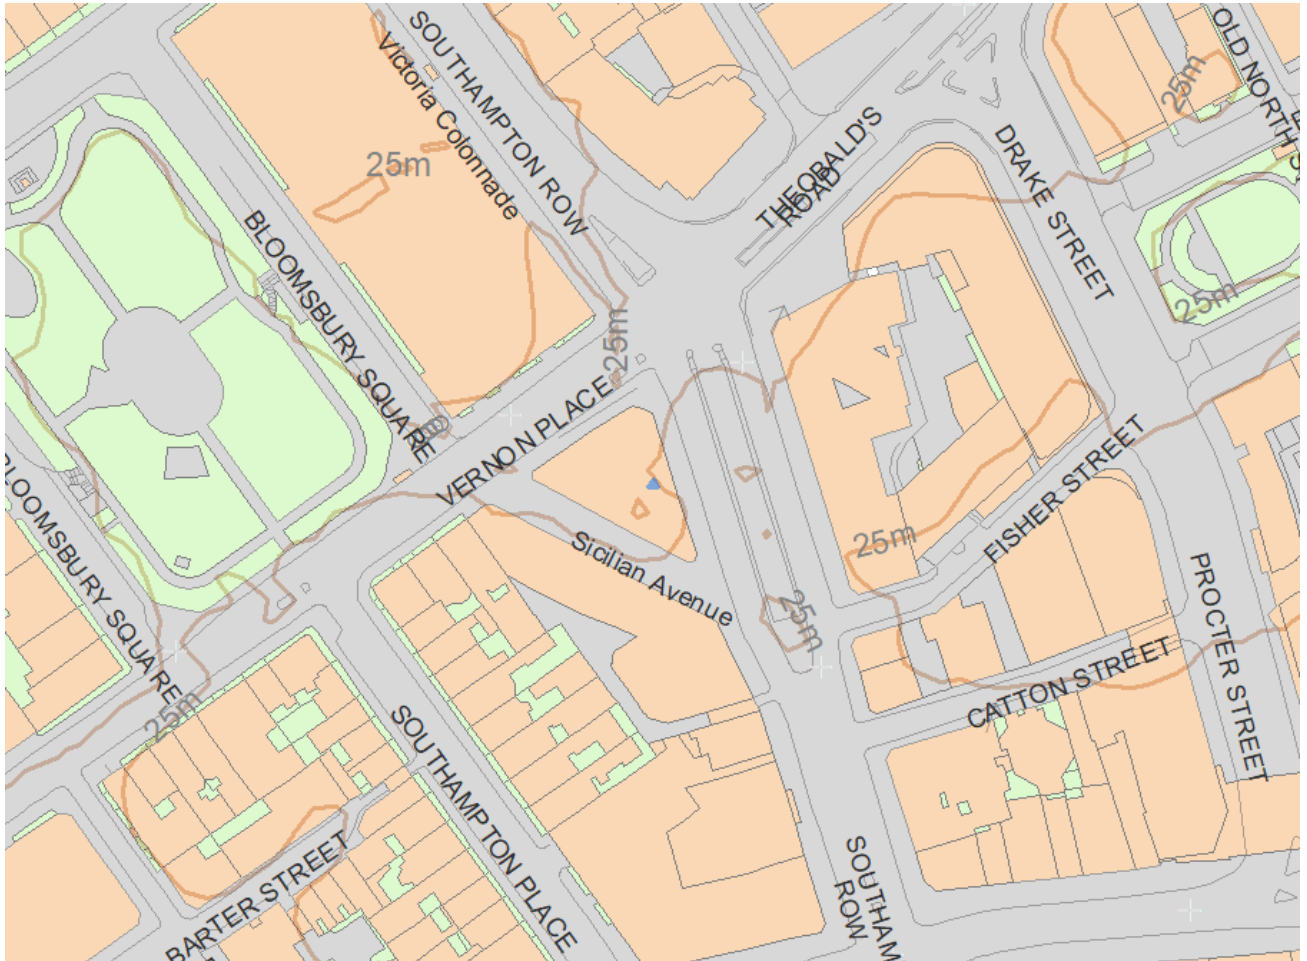 SOUTHAMPTON ROW
Victoria Colonnade
25m
OLD NORTH S
25m
THEOBALD'S
ROAD
DRAKE STREET
BLOOMSBURY SQUARE
25m
25m
VERNON PLACE
FISHER STREET
25m
BLOOMSBURY SQUARE
Sicilian Avenue
25m
PROCTER STREET
CATTON STREET
25m
SOUTHAMPTON PLACE
BARTER STREET
SOUTHAM
ROW